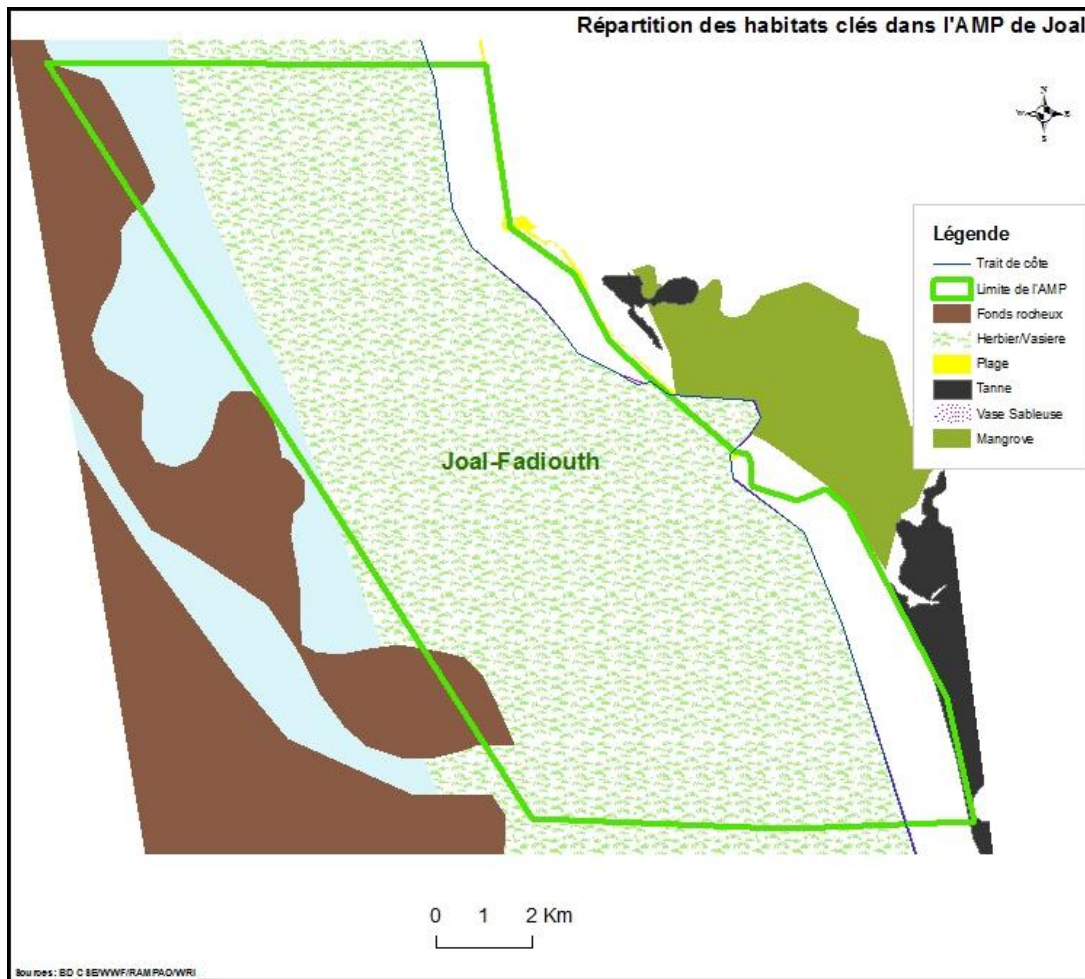 Répartition des habitats clés dans l'AMP de Joal
N
W E
S
Légende
Trait de côte
Limite de l'AMP
Fonds rocheux
Herbier/Vasiere
Plage
Tanne
Vase Sableuse
Mangrove
Joal-Fadiouth
0 1 2 Km
Sources: BD CSE/WWF/RAMPAO/WRI